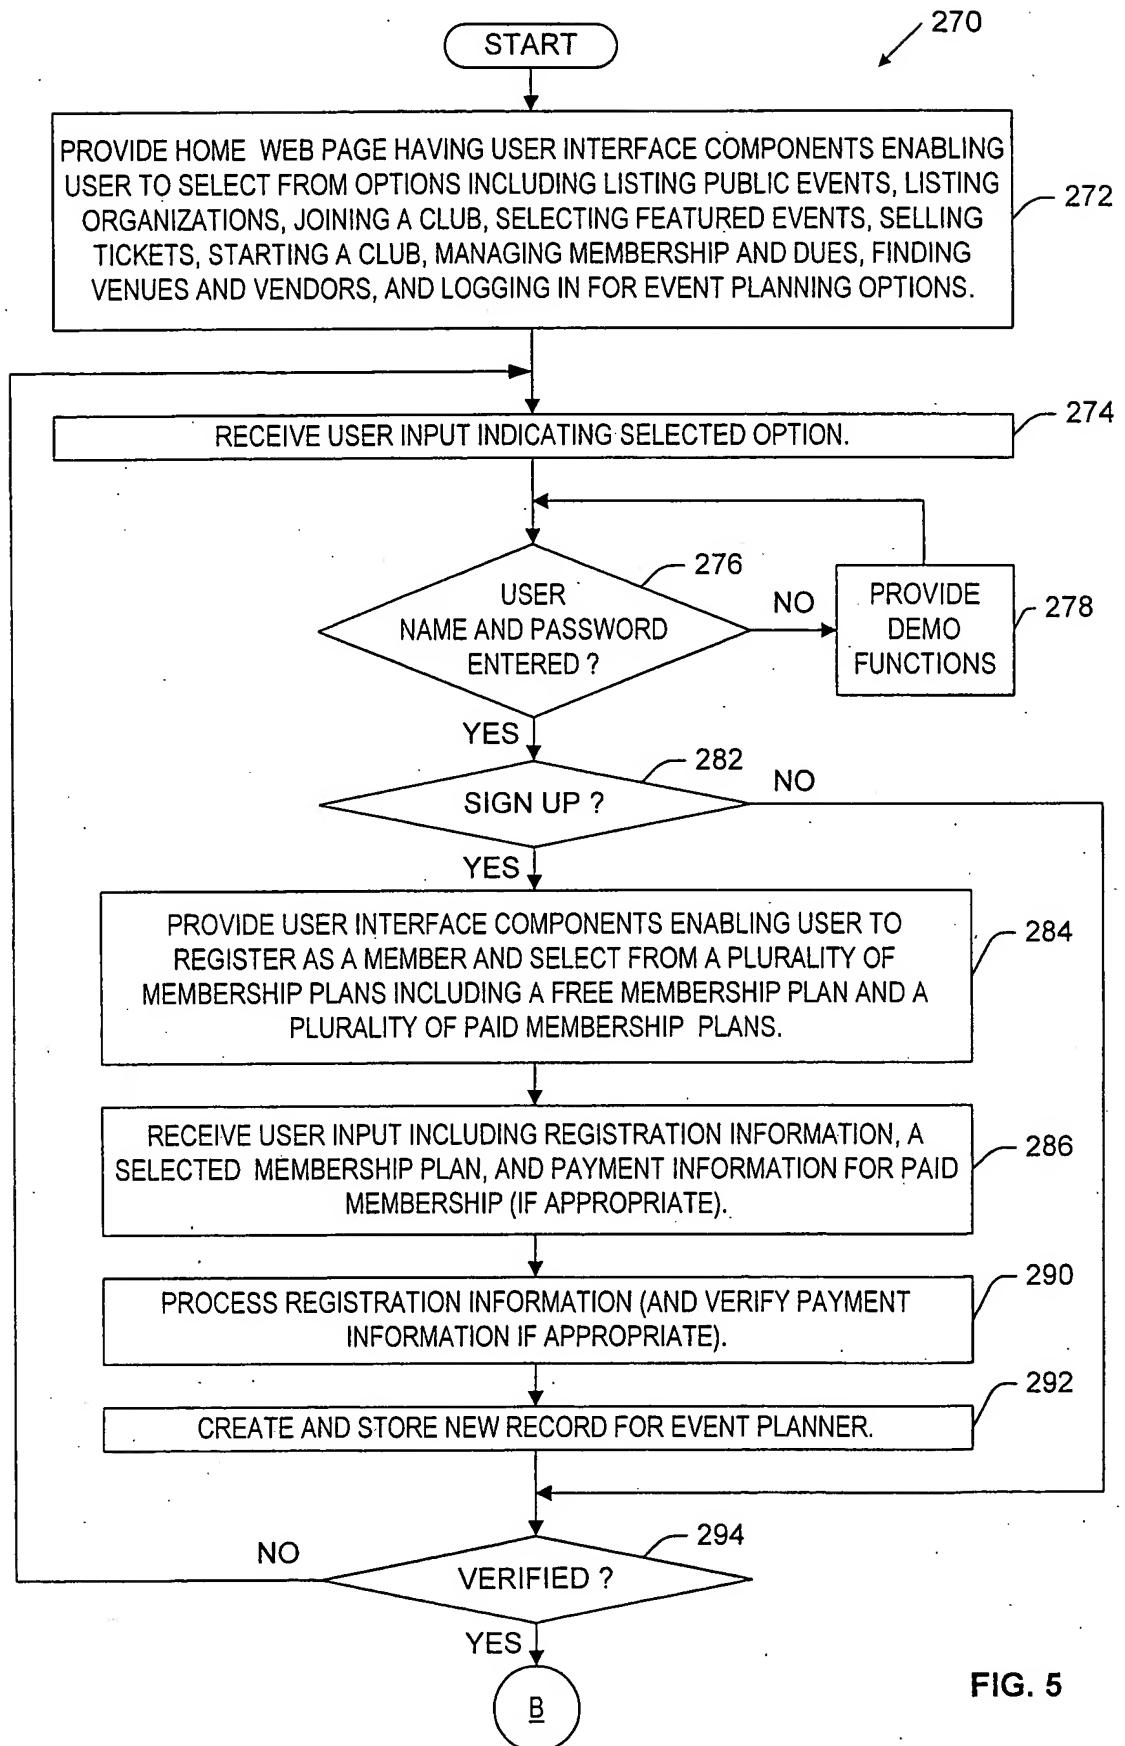 270
START
PROVIDE HOME WEB PAGE HAVING USER INTERFACE COMPONENTS ENABLING
USER TO SELECT FROM OPTIONS INCLUDING LISTING PUBLIC EVENTS, LISTING
ORGANIZATIONS, JOINING A CLUB, SELECTING FEATURED EVENTS, SELLING
TICKETS, STARTING A CLUB, MANAGING MEMBERSHIP AND DUES, FINDING
VENUES AND VENDORS, AND LOGGING IN FOR EVENT PLANNING OPTIONS.
272
274
RECEIVE USER INPUT INDICATING SELECTED OPTION.
276
USER
NAME AND PASSWORD
ENTERED ?
NO
PROVIDE
DEMO
FUNCTIONS
278
YES
282
SIGN UP ?
NO
YES
PROVIDE USER INTERFACE COMPONENTS ENABLING USER TO
REGISTER AS A MEMBER AND SELECT FROM A PLURALITY OF
MEMBERSHIP PLANS INCLUDING A FREE MEMBERSHIP PLAN AND A
PLURALITY OF PAID MEMBERSHIP PLANS.
284
RECEIVE USER INPUT INCLUDING REGISTRATION INFORMATION, A
SELECTED MEMBERSHIP PLAN, AND PAYMENT INFORMATION FOR PAID
MEMBERSHIP (IF APPROPRIATE).
286
PROCESS REGISTRATION INFORMATION (AND VERIFY PAYMENT
INFORMATION IF APPROPRIATE).
290
292
CREATE AND STORE NEW RECORD FOR EVENT PLANNER.
294
VERIFIED ?
NO
YES
B
FIG. 5